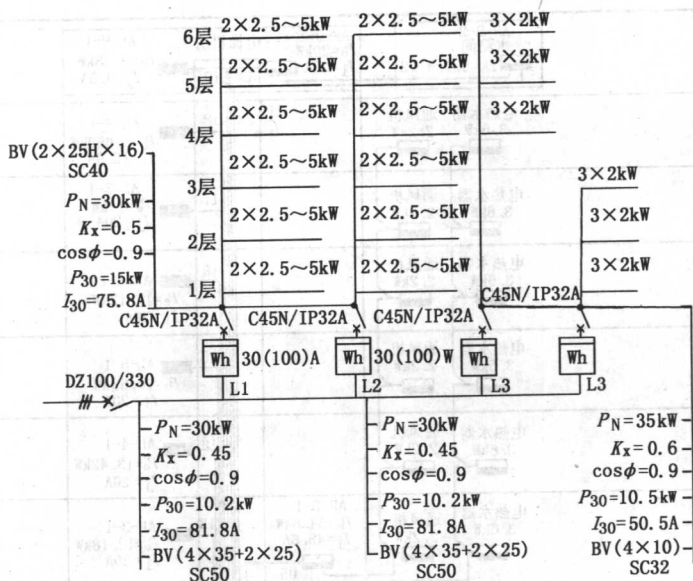 6层 2×2.5～5kW 2×2.5～5kW 3×2kW
5层 2×2.5～5kW 2×2.5～5kW 3×2kW
4层 2×2.5～5kW 2×2.5～5kW 3×2kW
3层 2×2.5～5kW 2×2.5～5kW 3×2kW
2层 2×2.5～5kW 2×2.5～5kW 3×2kW
1层 2×2.5～5kW 2×2.5～5kW 3×2kW
BV(2×25H×16)
SC40
P_N=30kW
K_x=0.5
cosφ=0.9
P_30=15kW
I_30=75.8A
C45N/IP32A C45N/IP32A C45N/IP32A C45N/IP32A
Wh 30(100)A Wh 30(100)W Wh Wh
L1 L2 L3 L3
DZ100/330
P_N=30kW
K_x=0.45
cosφ=0.9
P_30=10.2kW
I_30=81.8A
BV(4×35+2×25)
SC50
P_N=30kW
K_x=0.45
cosφ=0.9
P_30=10.2kW
I_30=81.8A
BV(4×35+2×25)
SC50
P_N=35kW
K_x=0.6
cosφ=0.9
P_30=10.5kW
I_30=50.5A
BV(4×10)
SC32